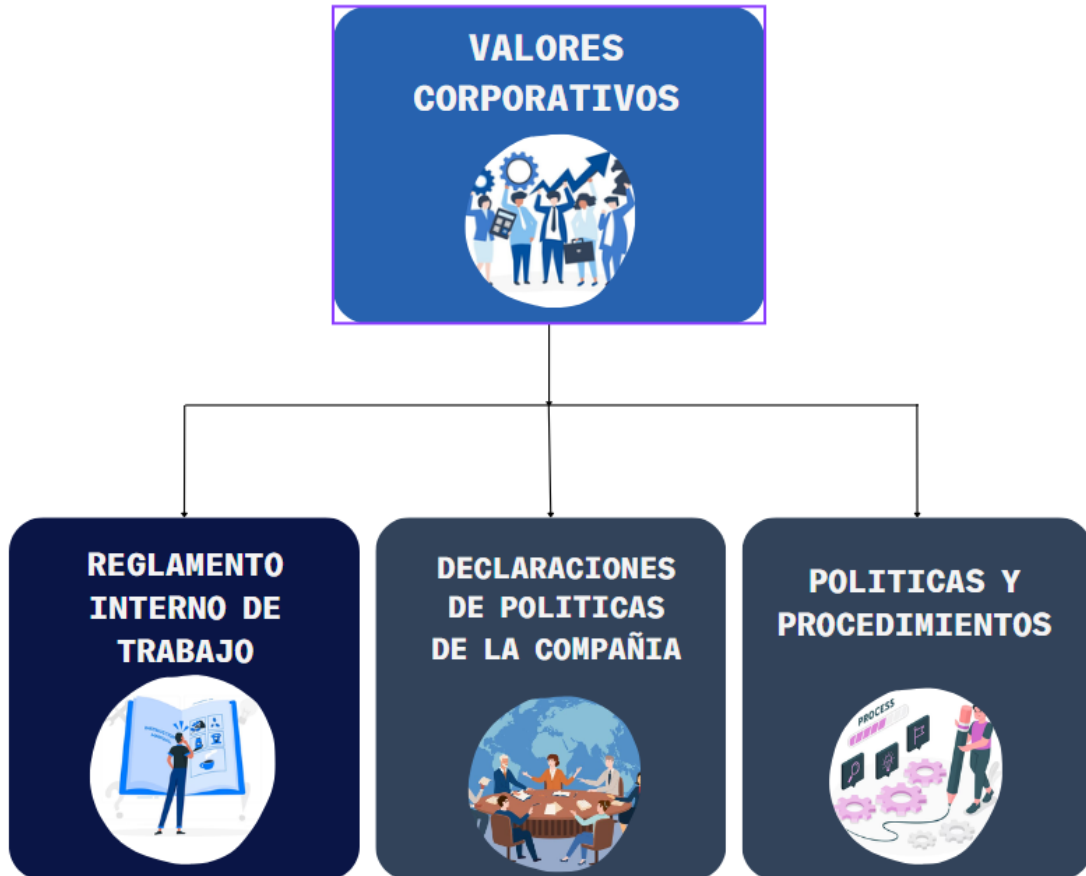 VALORES
CORPORATIVOS
REGLAMENTO
INTERNO DE
TRABAJO
DECLARACIONES
DE POLITICAS
DE LA COMPAÑIA
POLITICAS Y
PROCEDIMIENTOS
PROCESS